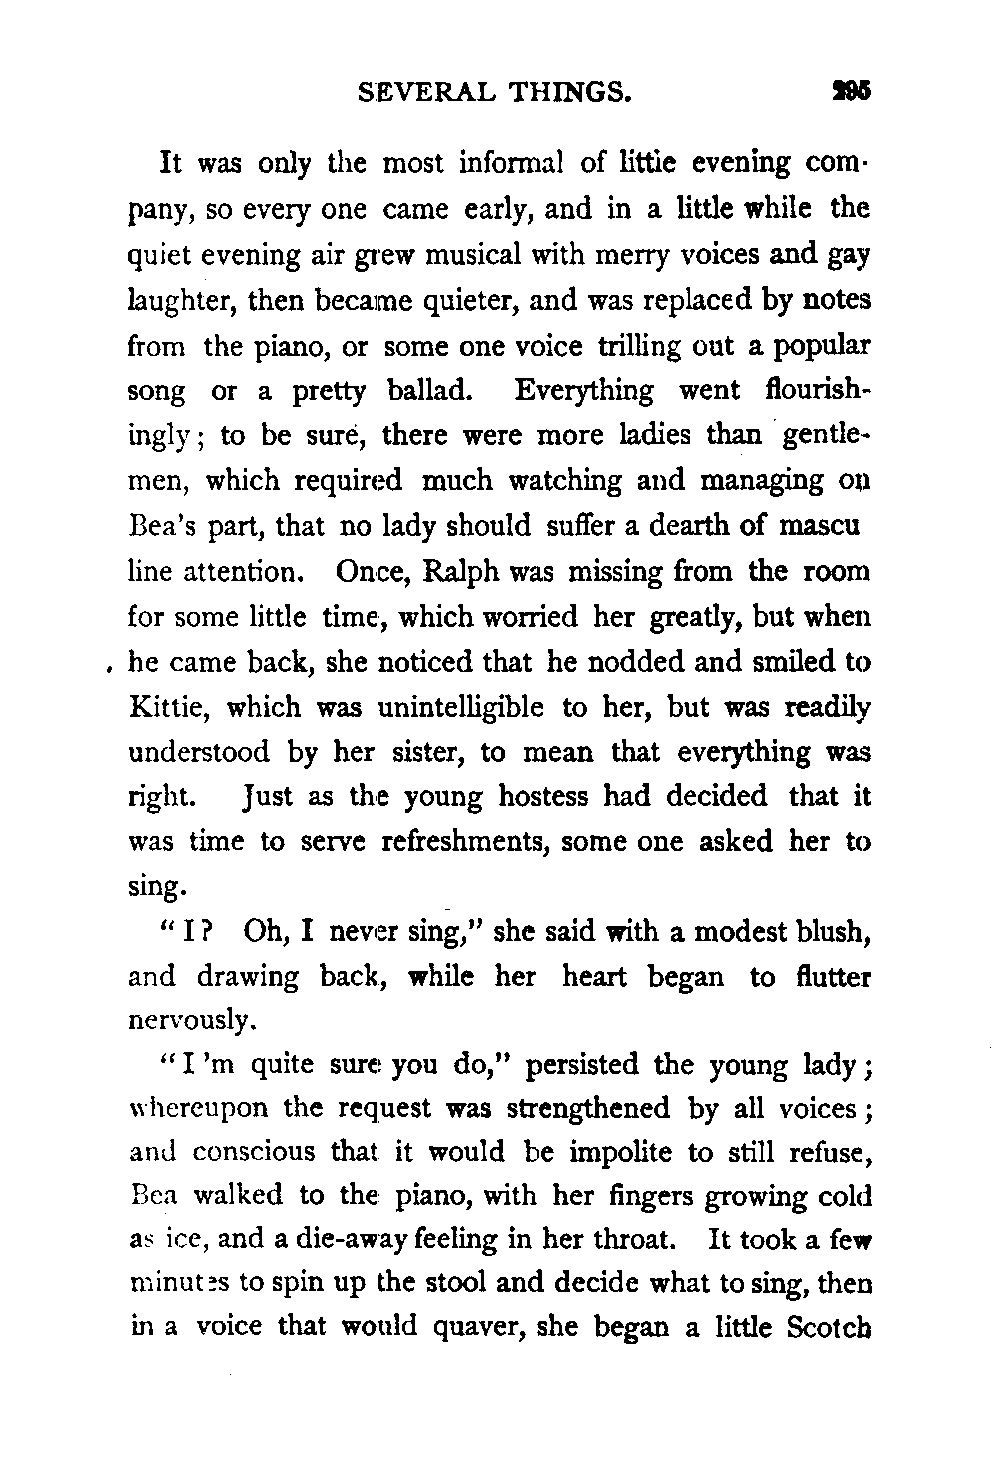 SEVERAL THINGS. 295
It was only the most informal of little evening com-
pany, so every one came early, and in a little while the
quiet evening air grew musical with merry voices and gay
laughter, then became quieter, and was replaced by notes
from the piano, or some one voice trilling out a popular
song or a pretty ballad. Everything went flourish-
ingly; to be sure, there were more ladies than gentle-
men, which required much watching and managing on
Bea's part, that no lady should suffer a dearth of mascu
line attention. Once, Ralph was missing from the room
for some little time, which worried her greatly, but when
he came back, she noticed that he nodded and smiled to
Kittie, which was unintelligible to her, but was readily
understood by her sister, to mean that everything was
right. Just as the young hostess had decided that it
was time to serve refreshments, some one asked her to
sing.
"I? Oh, I never sing," she said with a modest blush,
and drawing back, while her heart began to flutter
nervously.
"I'm quite sure you do," persisted the young lady;
whereupon the request was strengthened by all voices;
and conscious that it would be impolite to still refuse,
Bea walked to the piano, with her fingers growing cold
as ice, and a die-away feeling in her throat. It took a few
minutes to spin up the stool and decide what to sing, then
in a voice that would quaver, she began a little Scotch